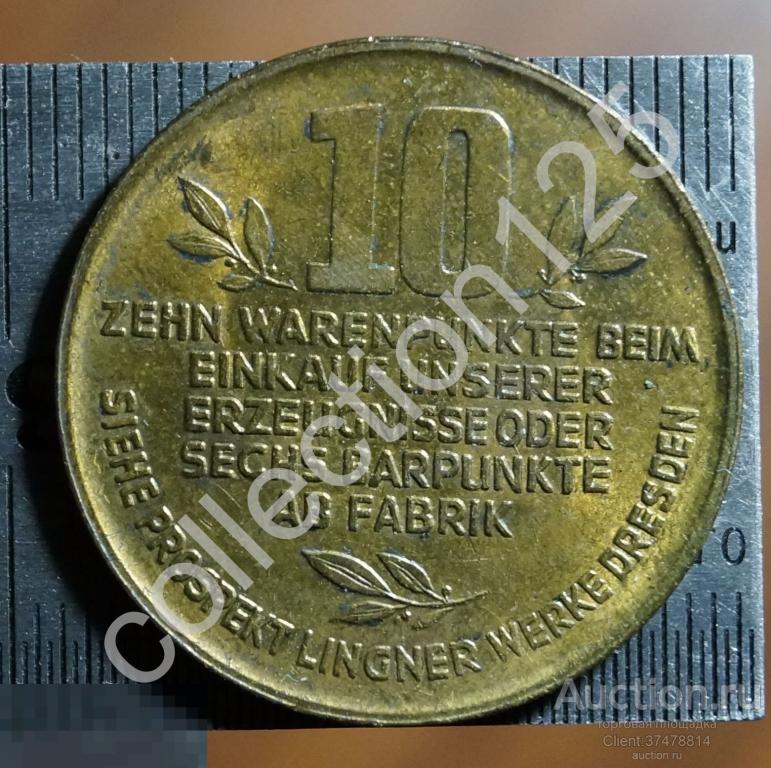 10
ZEHN WARENPUNKTE BEIM
EINKAUF UNSERER
ERZEUGNISSE ODER
SECHS BARPUNKTE
AB FABRIK
SIEHE PROSPEKT LINGNER WERKE DRESDEN
collection125
Auction.ru
торговая площадка
Client:37478814
auction.ru